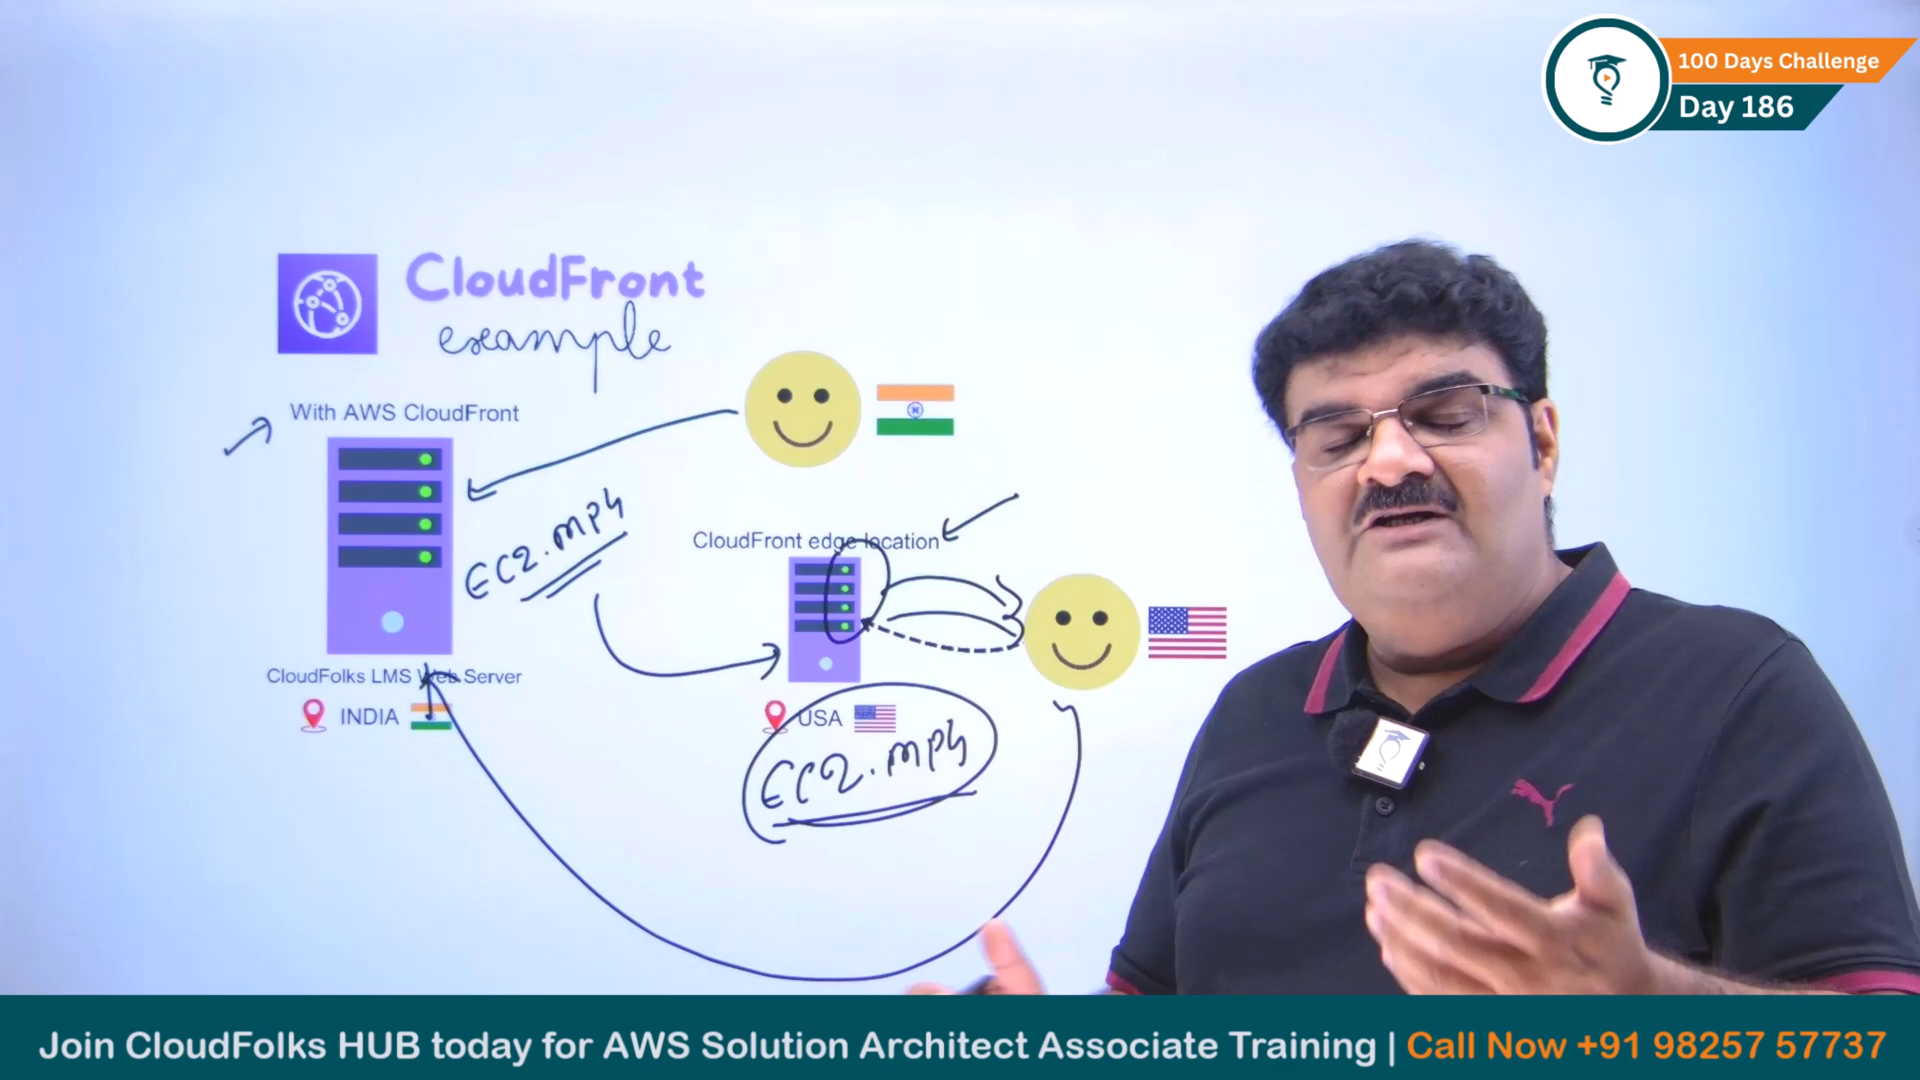 100 Days Challenge
Day 186
CloudFront
example
With AWS CloudFront
EC2.mp4
CloudFront edge location
CloudFolks LMS Web Server
INDIA
USA
EC2.mp4
Join CloudFolks HUB today for AWS Solution Architect Associate Training | Call Now +91 98257 57737